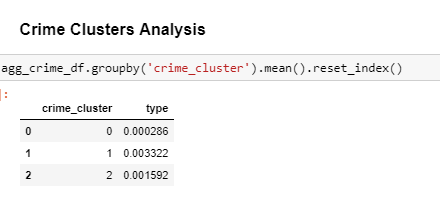 Crime Clusters Analysis
agg_crime_df.groupby('crime_cluster').mean().reset_index()
]:
crime_cluster type
0 0 0.000286
1 1 0.003322
2 2 0.001592